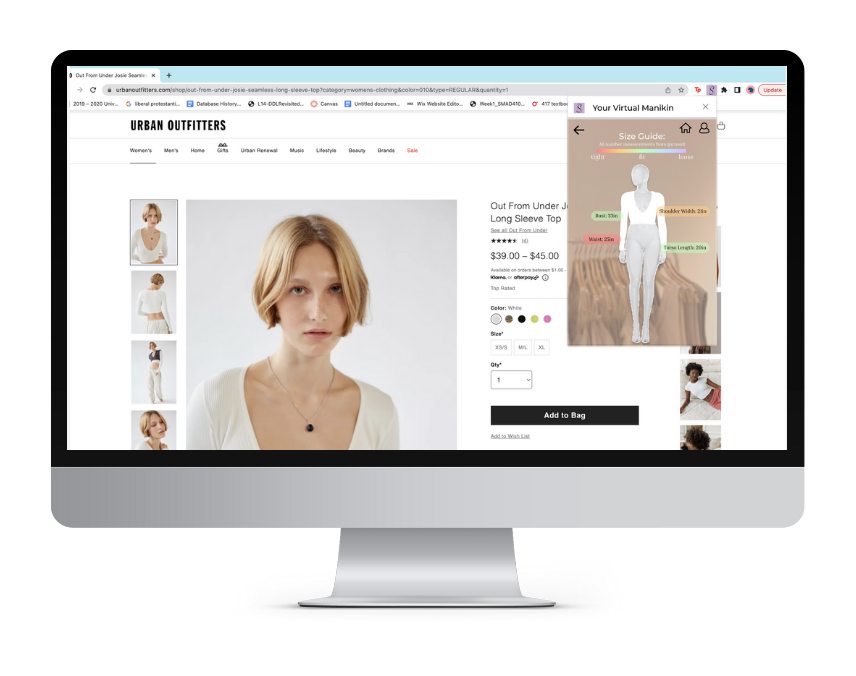 Out From Under Josie Seamle
urbanoutfitters.com/shop/out-from-under-josie-seamless-long-sleeve-top?category=womens-clothing&color=010&type=REGULAR&quantity=1
Update
2019 – 2020 Univ...
liberal protestanti...
Database History...
L14-DDLRevisited,...
Canvas
Untitled documen...
Wix Website Edito...
Week1_SMAD410...
417 textboo
S Your Virtual Manikin
URBAN OUTFITTERS
Women's Men's Home Gifts Urban Renewal Music Lifestyle Beauty Brands Sale
Size Guide:
tight fit loose
Bust: 33in
Shoulder Width: 24in
Waist: 25in
Torso Length: 20in
Out From Under J
Long Sleeve Top
See all Out From Under
(4)
$39.00 – $45.00
Available on orders between $1.00 -
Klarna. or afterpay
Top Rated
Color: White
Size*
XS/S M/L XL
Qty*
1
Add to Bag
Add to Wish List